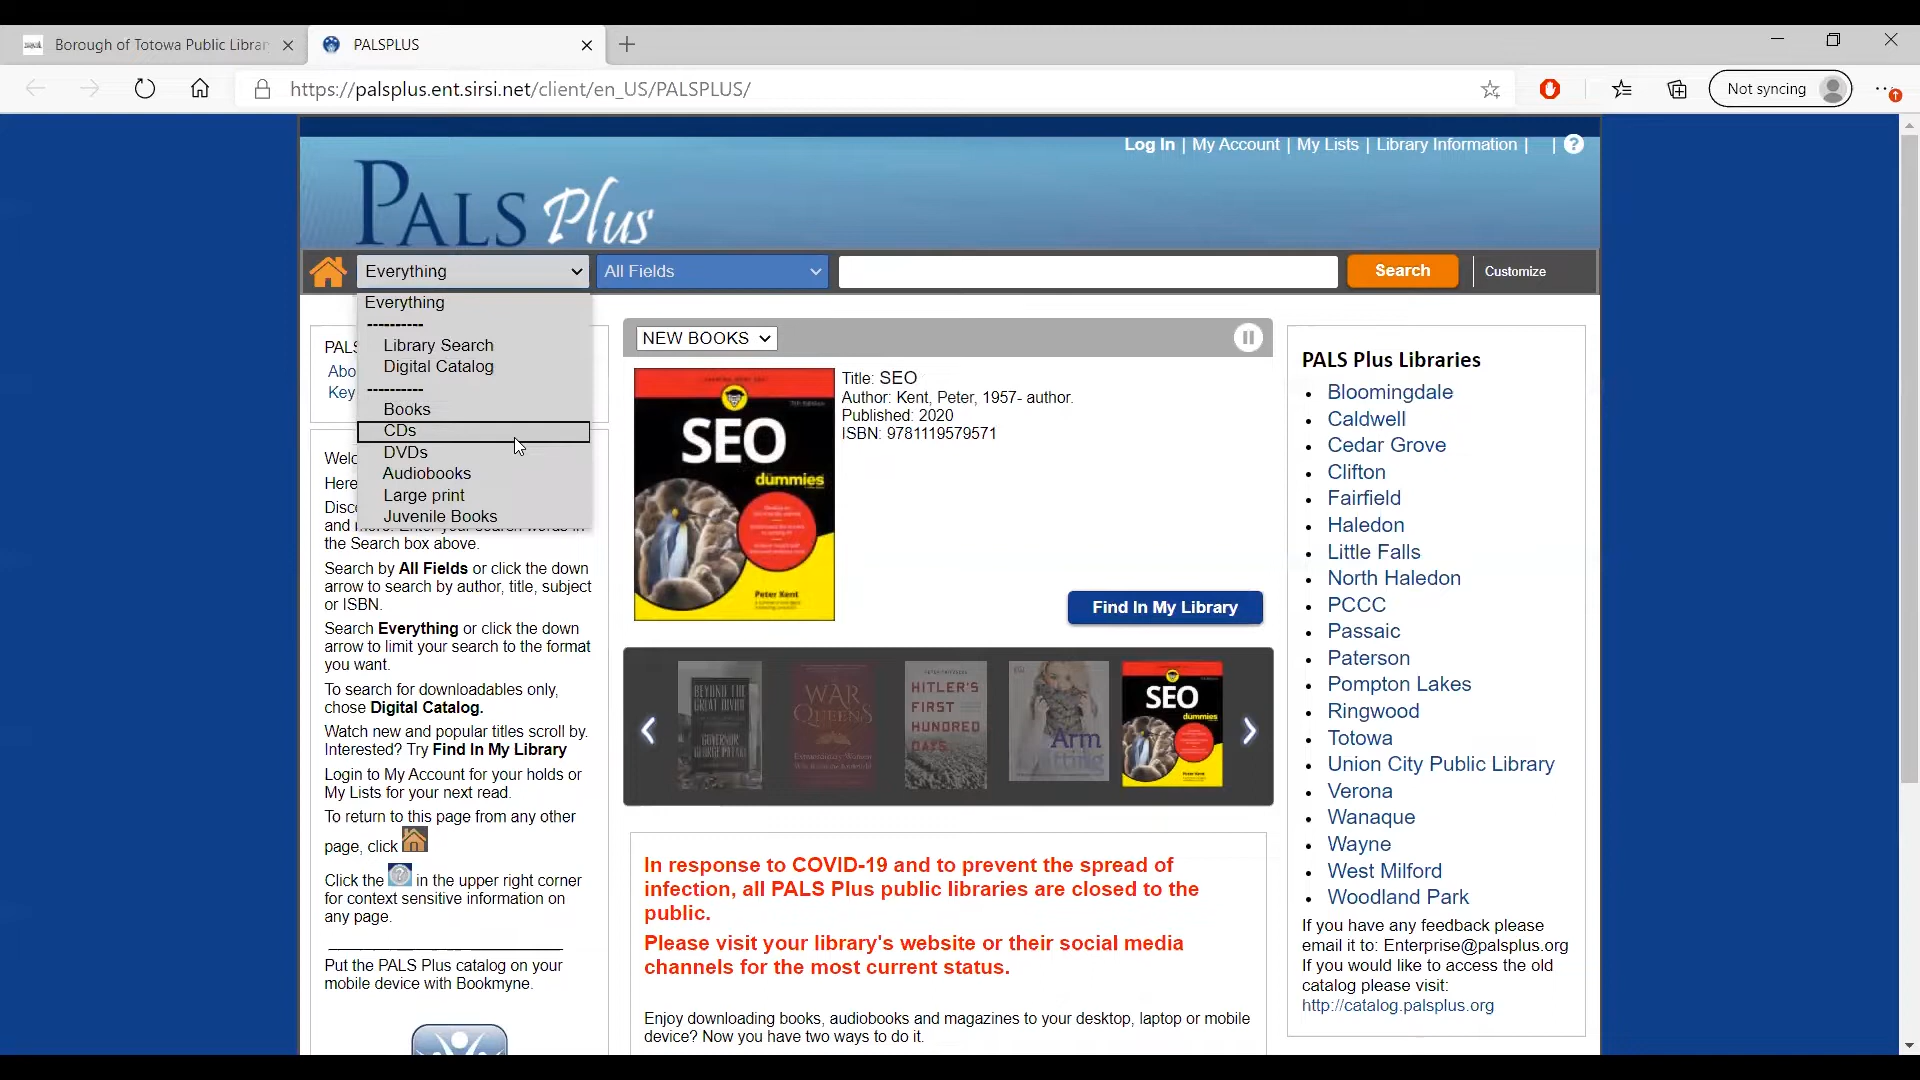 Borough of Totowa Public Librar
PALSPLUS
https://palsplus.ent.sirsi.net/client/en_US/PALSPLUS/
Not syncing
Log In | My Account | My Lists | Library Information | | ?
PALS Plus
Everything
All Fields
Search
Customize
Everything
----------
Library Search
Digital Catalog
----------
Books
CDs
DVDs
Audiobooks
Large print
Juvenile Books
PALS
Abo
Key
Welc
Here
Disc
and
the Search box above.
Search by All Fields or click the down
arrow to search by author, title, subject
or ISBN.
Search Everything or click the down
arrow to limit your search to the format
you want.
To search for downloadables only,
chose Digital Catalog.
Watch new and popular titles scroll by.
Interested? Try Find In My Library
Login to My Account for your holds or
My Lists for your next read.
To return to this page from any other
page, click
Click the ? in the upper right corner
for context sensitive information on
any page.
Put the PALS Plus catalog on your
mobile device with Bookmyne.
NEW BOOKS
SEO
dummies
Peter Kent
Title: SEO
Author: Kent, Peter, 1957- author.
Published: 2020
ISBN: 9781119579571
Find In My Library
BEYOND THE
GREAT DIVIDE
GOVERNOR
GEORGE PATAKI
WAR
QUEENS
HITLER'S
FIRST
HUNDRED
DAYS
Arm
Knitting
SEO
dummies
Peter Kent
In response to COVID-19 and to prevent the spread of
infection, all PALS Plus public libraries are closed to the
public.
Please visit your library's website or their social media
channels for the most current status.
Enjoy downloading books, audiobooks and magazines to your desktop, laptop or mobile
device? Now you have two ways to do it.
PALS Plus Libraries
Bloomingdale
Caldwell
Cedar Grove
Clifton
Fairfield
Haledon
Little Falls
North Haledon
PCCC
Passaic
Paterson
Pompton Lakes
Ringwood
Totowa
Union City Public Library
Verona
Wanaque
Wayne
West Milford
Woodland Park
If you have any feedback please
email it to: Enterprise@palsplus.org
If you would like to access the old
catalog please visit:
http://catalog.palsplus.org